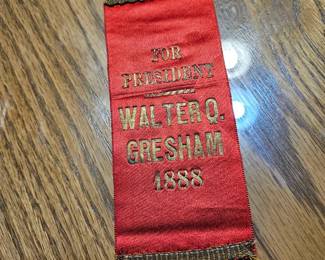 FOR
PRESIDENT
WALTER Q.
GRESHAM
1888